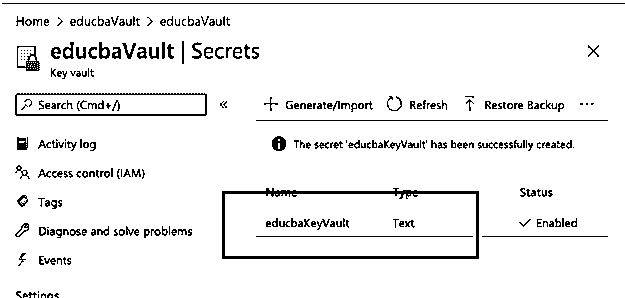 Home > educbaVault > educbaVault
educbaVault | Secrets
Key vault
Search (Cmd+/)
«
Generate/Import Refresh Restore Backup ...
The secret 'educbaKeyVault' has been successfully created.
Activity log
Access control (IAM)
Tags
Diagnose and solve problems
Events
Settings
Name Type Status
educbaKeyVault Text Enabled